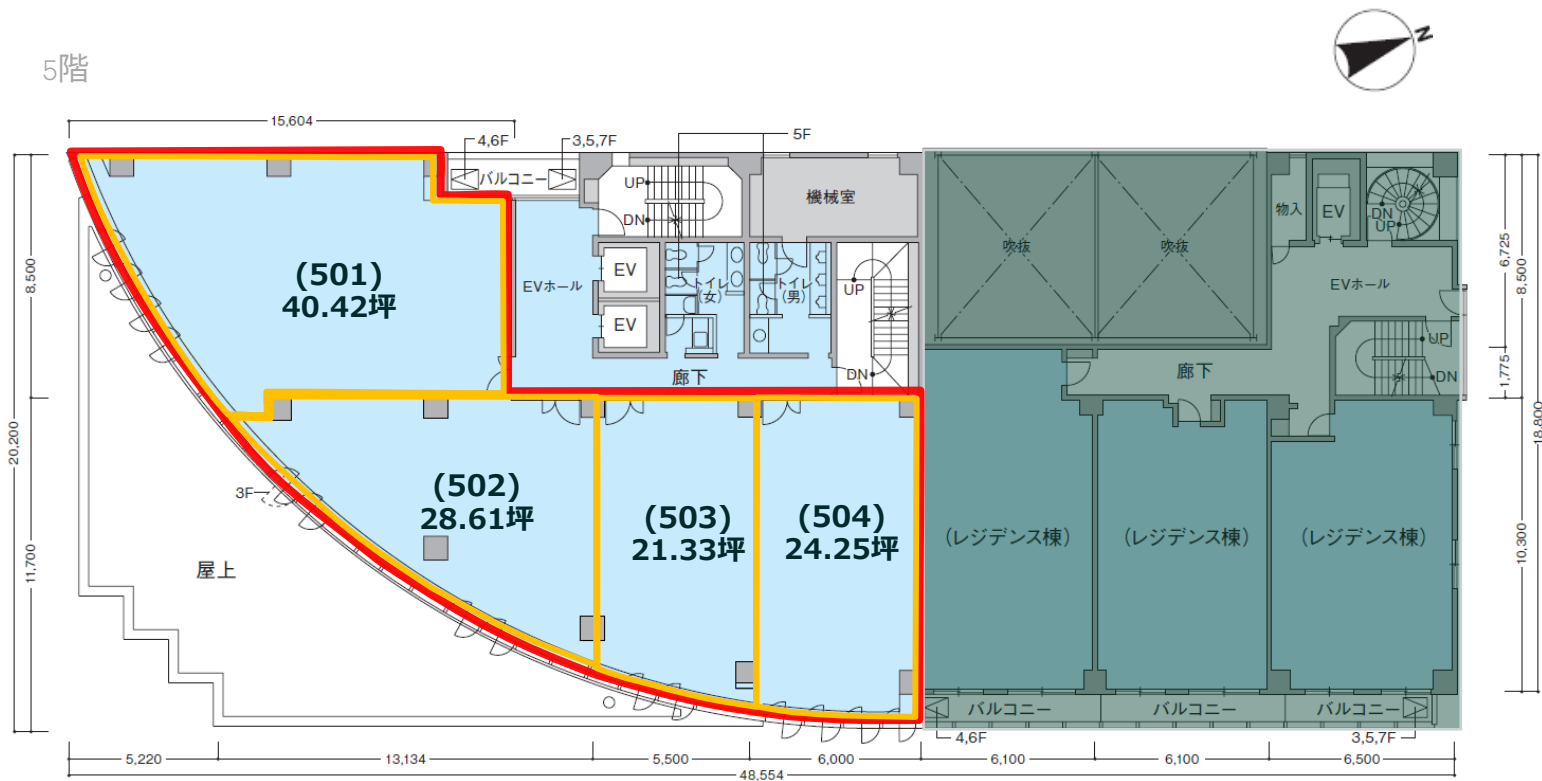 N
5階
15,604
4,6F
3,5,7F
5F
バルコニー
UP
DN
機械室
吹抜
吹抜
物入
EV
DN
UP
8,500
20,200
11,700
(501)
40.42坪
EVホール
EV
EV
トイレ
(女)
トイレ
(男)
UP
DN
廊下
EVホール
UP
DN
廊下
6,725
8,500
1,775
18,800
10,300
3F
屋上
(502)
28.61坪
(503)
21.33坪
(504)
24.25坪
(レジデンス棟)
(レジデンス棟)
(レジデンス棟)
バルコニー
バルコニー
バルコニー
4,6F
3,5,7F
5,220
13,134
5,500
6,000
6,100
6,100
6,500
48,554